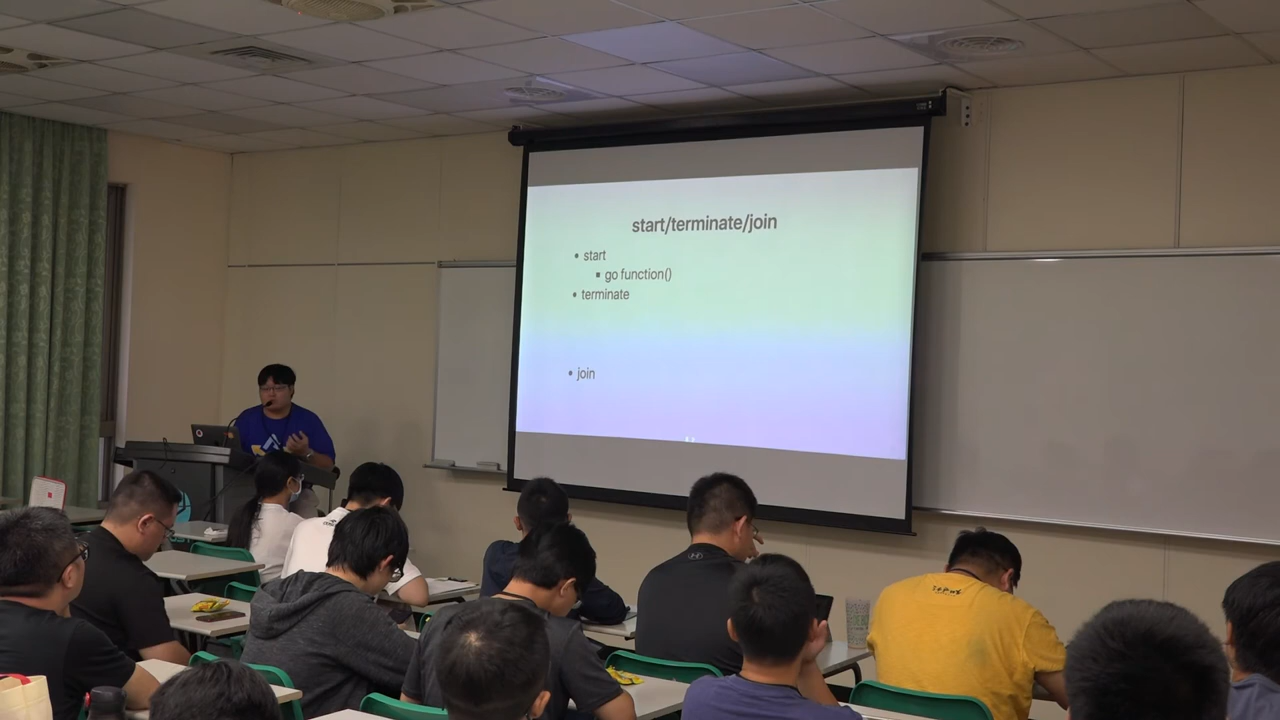 start/terminate/join
• start
▪ go function()
• terminate
• join